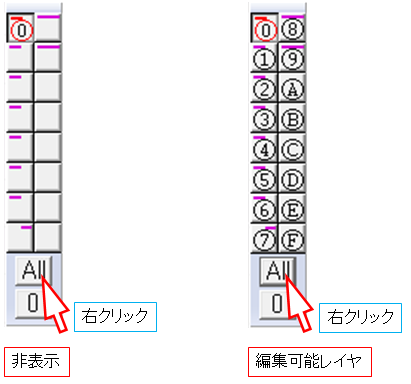 ⓪
All
0
右クリック
非表示
⓪ ⑧
① ⑨
② Ⓐ
③ Ⓑ
④ Ⓒ
⑤ Ⓓ
⑥ Ⓔ
⑦ Ⓕ
All
0
右クリック
編集可能レイヤ